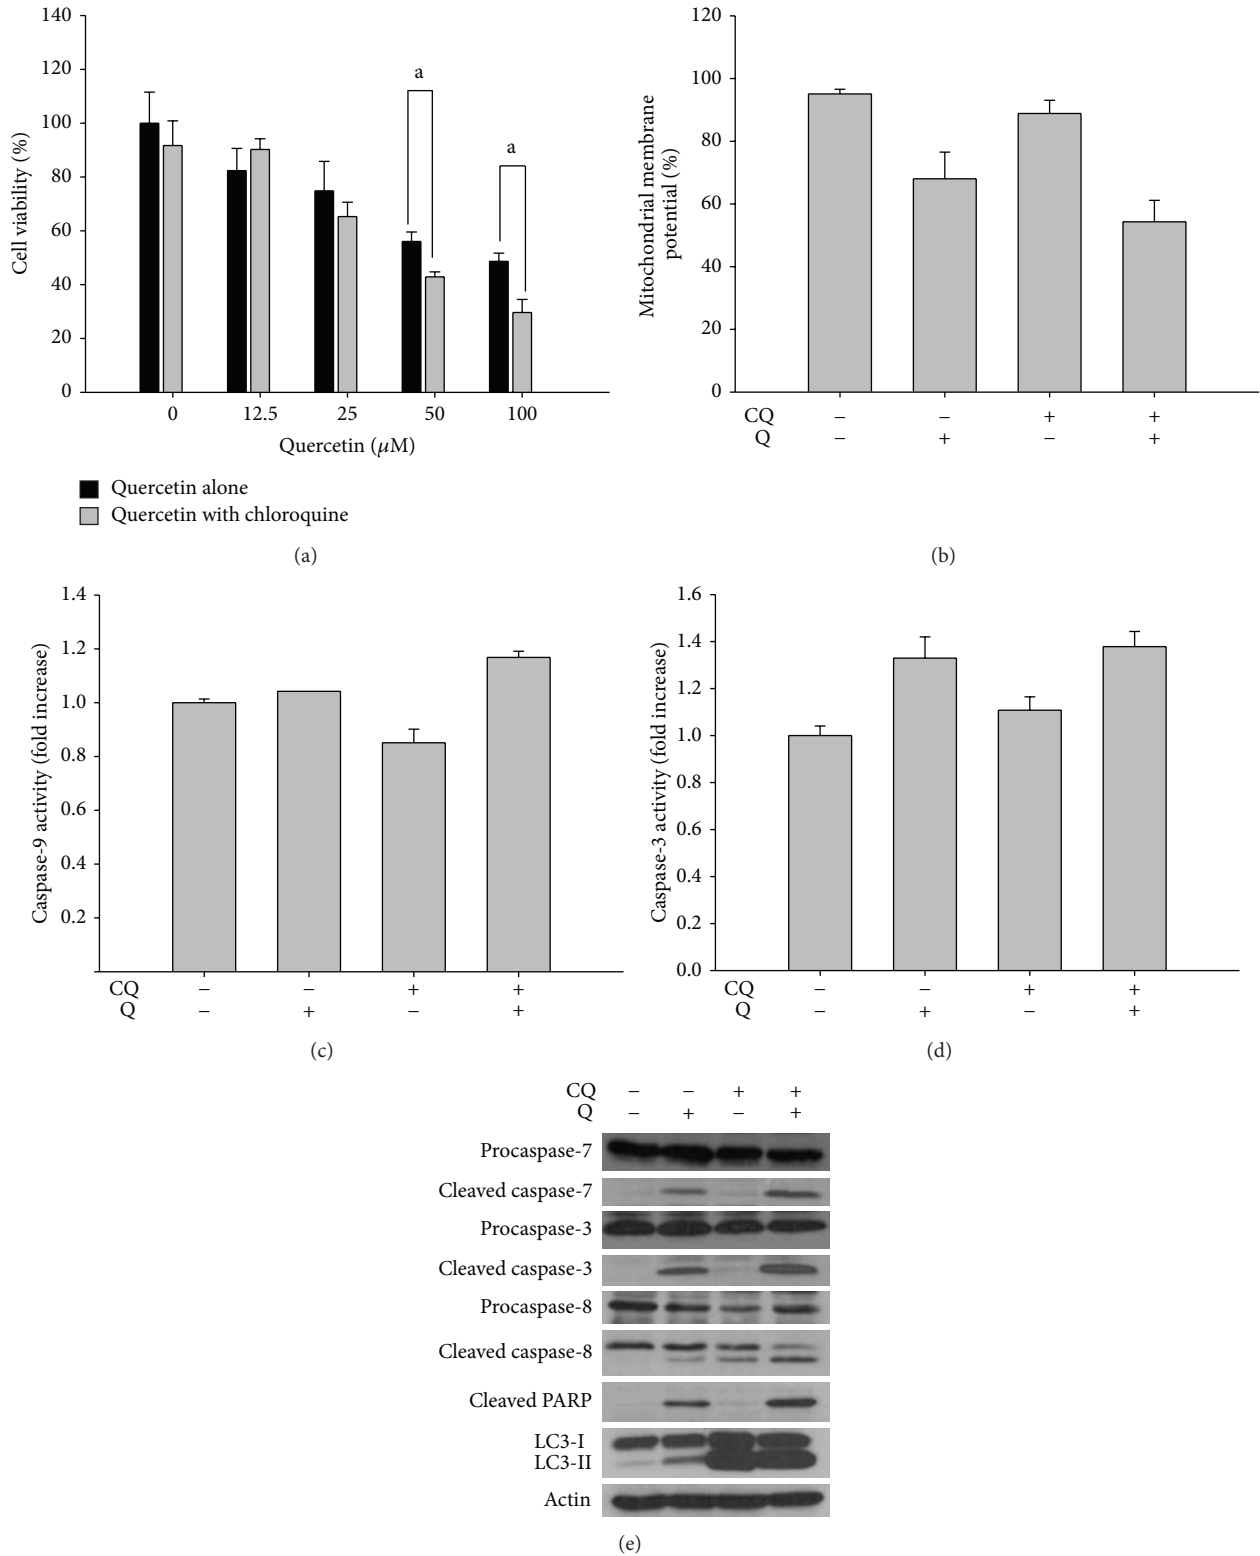 140
120
100
80
60
40
20
0
Cell viability (%)
a
a
0 12.5 25 50 100
Quercetin (μM)
Quercetin alone
Quercetin with chloroquine
(a)
120
100
80
60
40
20
0
Mitochondrial membrane
potential (%)
CQ − − + +
Q − + − +
(b)
1.4
1.2
1.0
0.8
0.6
0.4
0.2
Caspase-9 activity (fold increase)
CQ − − + +
Q − + − +
(c)
1.6
1.4
1.2
1.0
0.8
0.6
0.4
0.2
0.0
Caspase-3 activity (fold increase)
CQ − − + +
Q − + − +
(d)
CQ − − + +
Q − + − +
Procaspase-7
Cleaved caspase-7
Procaspase-3
Cleaved caspase-3
Procaspase-8
Cleaved caspase-8
Cleaved PARP
LC3-I
LC3-II
Actin
(e)